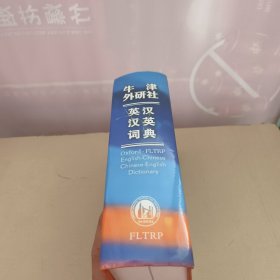 牛津
外研社
英汉
汉英
词典
Oxford·FLTRP
English-Chinese
Chinese-English
Dictionary
FLTRP